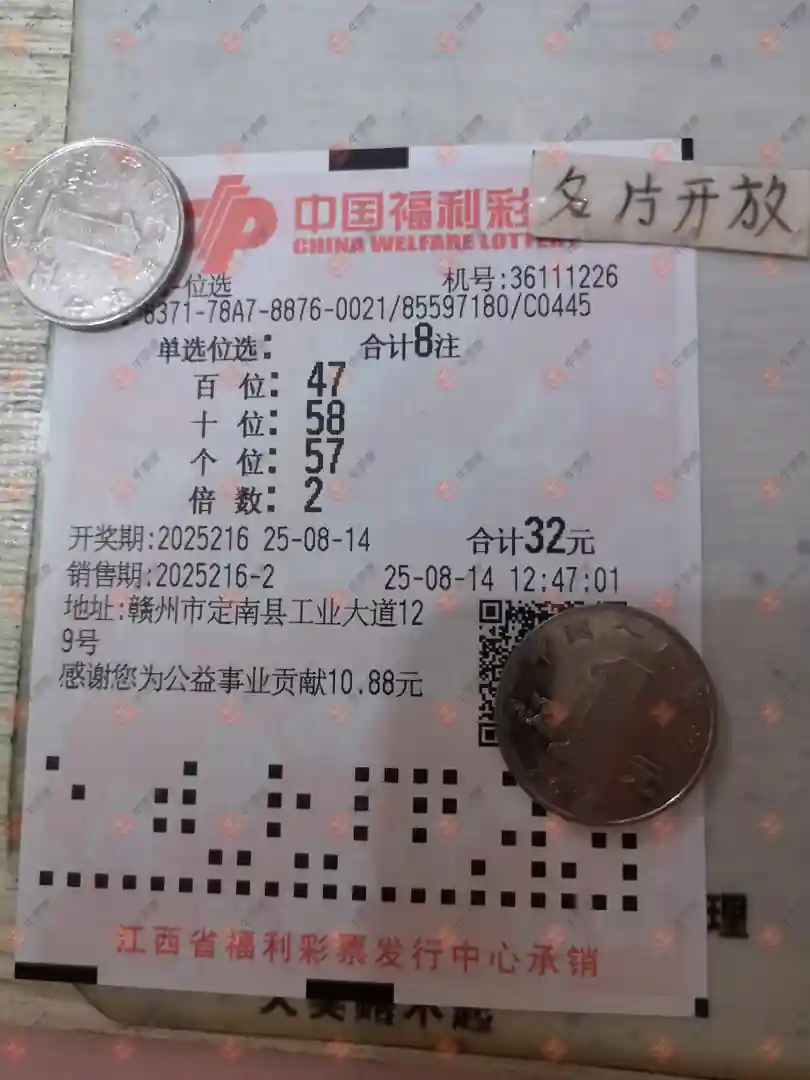 中国福利彩
CHINA WELFARE LOTTERY
名片开放
位选
机号:36111226
8371-78A7-8876-0021/85597180/C0445
单选位选: 合计8注
百 位: 47
十 位: 58
个 位: 57
倍 数: 2
开奖期:2025216 25-08-14 合计32元
销售期:2025216-2 25-08-14 12:47:01
地址:赣州市定南县工业大道12
9号
感谢您为公益事业贡献10.88元
江西省福利彩票发行中心承销
理